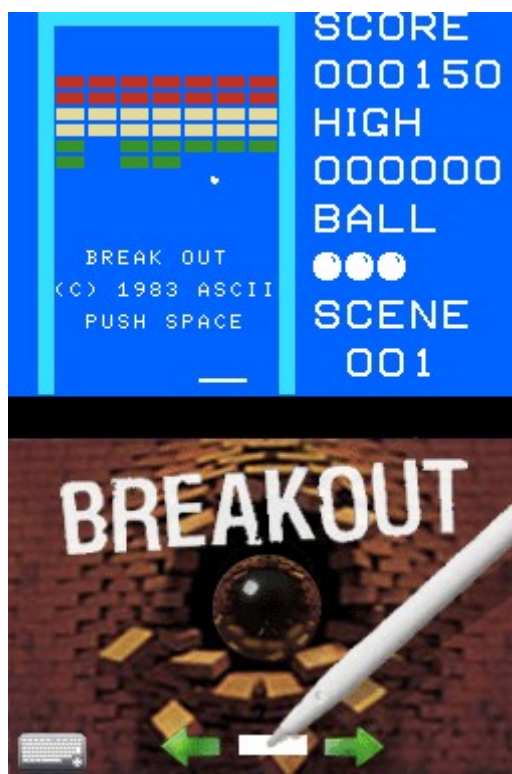 SCORE
000150
HIGH
000000
BALL
SCENE
001
BREAK OUT
(C) 1983 ASCII
PUSH SPACE
BREAKOUT